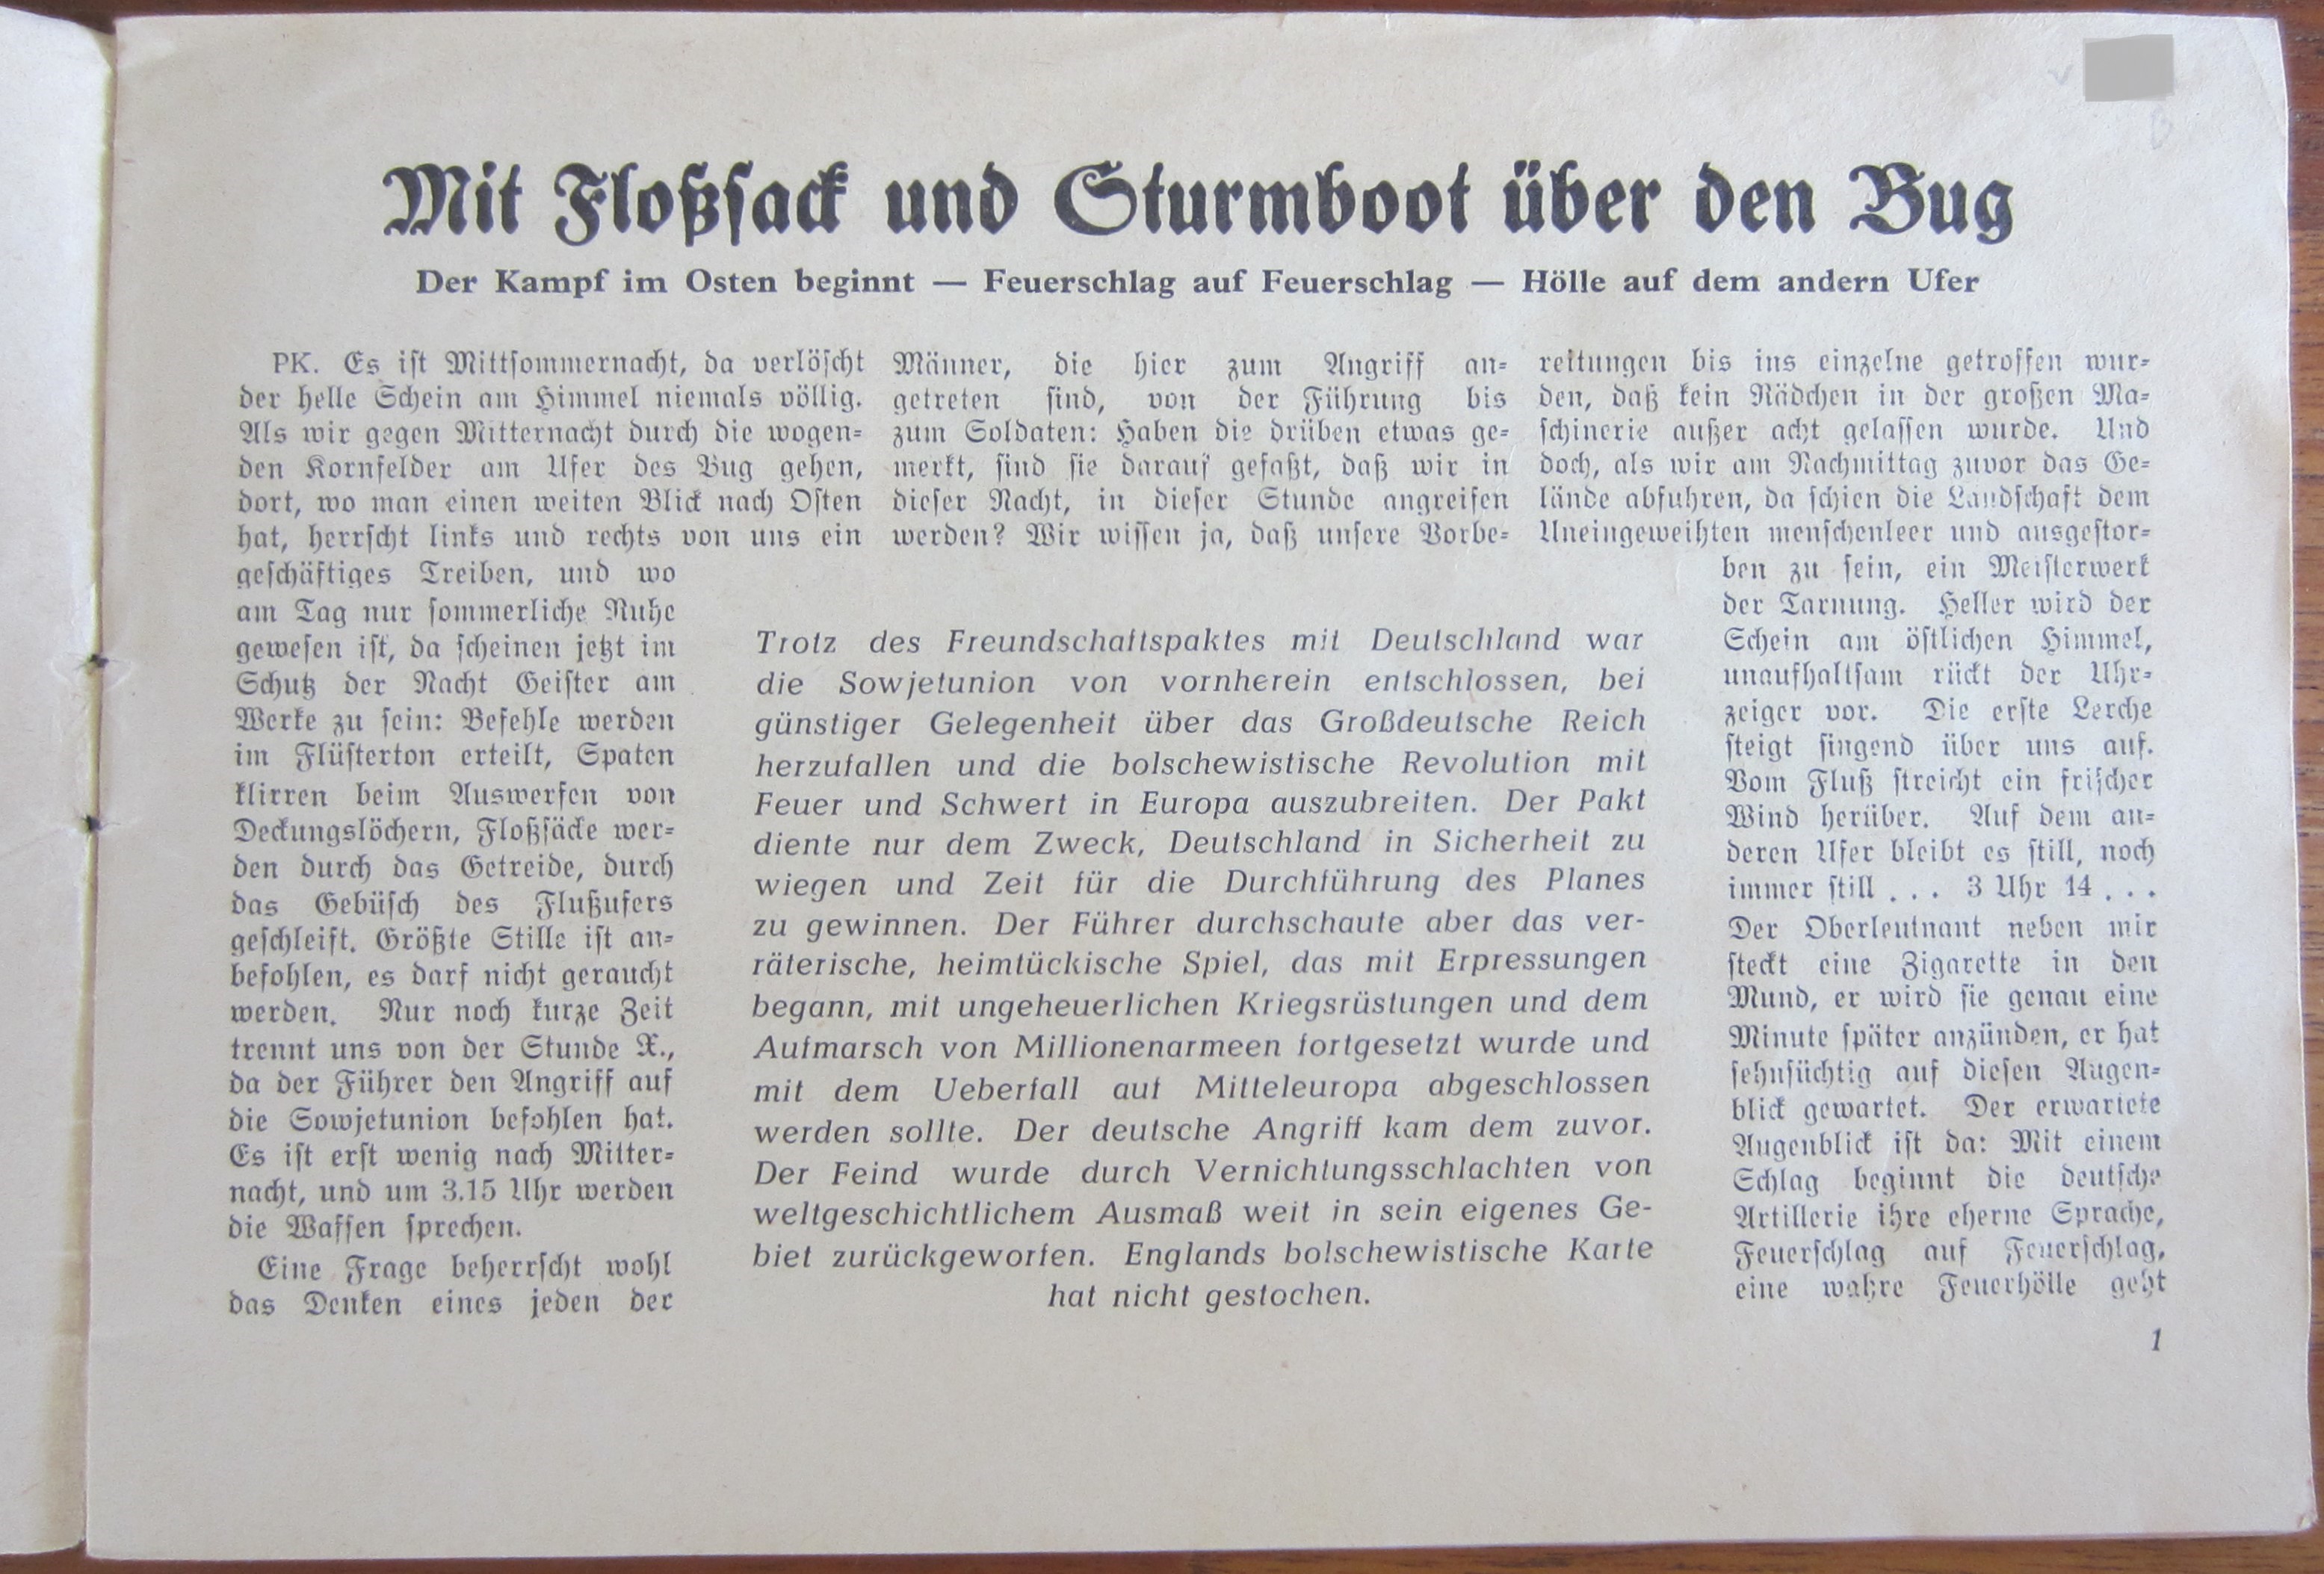 Mit Floßsack und Sturmboot über den Bug
Der Kampf im Osten beginnt — Feuerschlag auf Feuerschlag — Hölle auf dem andern Ufer
PK. Es ist Mittsommernacht, da verlöscht
der helle Schein am Himmel niemals völlig.
Als wir gegen Mitternacht durch die wogen-
den Kornfelder am Ufer des Bug gehen,
dort, wo man einen weiten Blick nach Osten
hat, herrscht links und rechts von uns ein
geschäftiges Treiben, und wo
am Tag nur sommerliche Ruhe
gewesen ist, da scheinen jetzt im
Schutz der Nacht Geister am
Werke zu sein: Befehle werden
im Flüsterton erteilt, Spaten
klirren beim Auswerfen von
Deckungslöchern, Floßsäcke wer-
den durch das Getreide, durch
das Gebüsch des Flußufers
geschleift. Größte Stille ist an-
befohlen, es darf nicht geraucht
werden. Nur noch kurze Zeit
trennt uns von der Stunde X.,
da der Führer den Angriff auf
die Sowjetunion befohlen hat.
Es ist erst wenig nach Mitter-
nacht, und um 3.15 Uhr werden
die Waffen sprechen.
Eine Frage beherrscht wohl
das Denken eines jeden der
Männer, die hier zum Angriff an-
getreten sind, von der Führung bis
zum Soldaten: Haben die drüben etwas ge-
merkt, sind sie darauf gefaßt, daß wir in
dieser Nacht, in dieser Stunde angreifen
werden? Wir wissen ja, daß unsere Vorbe-
reitungen bis ins einzelne getroffen wur-
den, daß kein Rädchen in der großen Ma-
schinerie außer acht gelassen wurde. Und
doch, als wir am Nachmittag zuvor das Ge-
lände abfuhren, da schien die Landschaft dem
Uneingeweihten menschenleer und ausgestor-
ben zu sein, ein Meisterwerk
der Tarnung. Heller wird der
Schein am östlichen Himmel,
unaufhaltsam rückt der Uhr-
zeiger vor. Die erste Lerche
steigt singend über uns auf.
Vom Fluß streicht ein frischer
Wind herüber. Auf dem an-
deren Ufer bleibt es still, noch
immer still . . . 3 Uhr 14 . . .
Der Oberleutnant neben mir
steckt eine Zigarette in den
Mund, er wird sie genau eine
Minute später anzünden, er hat
sehnsüchtig auf diesen Augen-
blick gewartet. Der erwartete
Augenblick ist da: Mit einem
Schlag beginnt die deutsche
Artillerie ihre eherne Sprache,
Feuerschlag auf Feuerschlag,
eine wahre Feuerhölle geht
Trotz des Freundschaftspaktes mit Deutschland war
die Sowjetunion von vornherein entschlossen, bei
günstiger Gelegenheit über das Großdeutsche Reich
herzufallen und die bolschewistische Revolution mit
Feuer und Schwert in Europa auszubreiten. Der Pakt
diente nur dem Zweck, Deutschland in Sicherheit zu
wiegen und Zeit für die Durchführung des Planes
zu gewinnen. Der Führer durchschaute aber das ver-
räterische, heimtückische Spiel, das mit Erpressungen
begann, mit ungeheuerlichen Kriegsrüstungen und dem
Aufmarsch von Millionenarmeen fortgesetzt wurde und
mit dem Ueberfall auf Mitteleuropa abgeschlossen
werden sollte. Der deutsche Angriff kam dem zuvor.
Der Feind wurde durch Vernichtungsschlachten von
weltgeschichtlichem Ausmaß weit in sein eigenes Ge-
biet zurückgeworfen. Englands bolschewistische Karte
hat nicht gestochen.
1